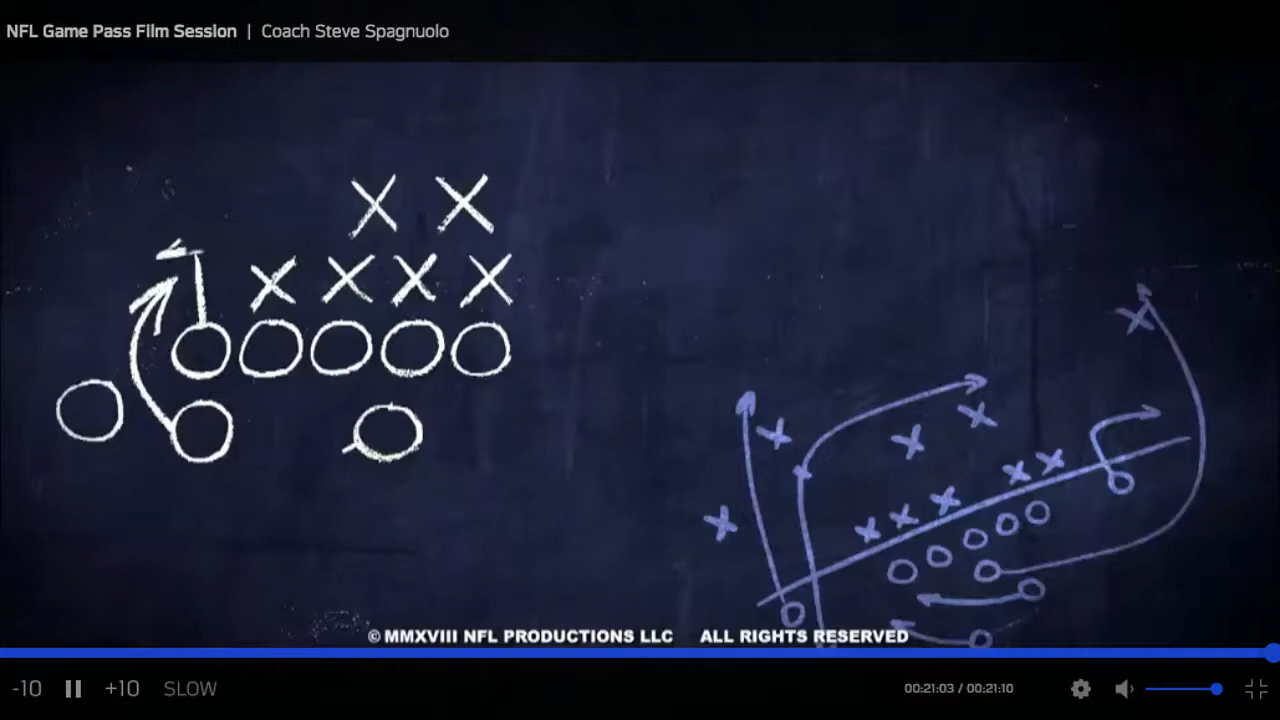 NFL Game Pass Film Session | Coach Steve Spagnuolo
© MMXVIII NFL PRODUCTIONS LLC ALL RIGHTS RESERVED
-10 +10 SLOW 00:21:03 / 00:21:10